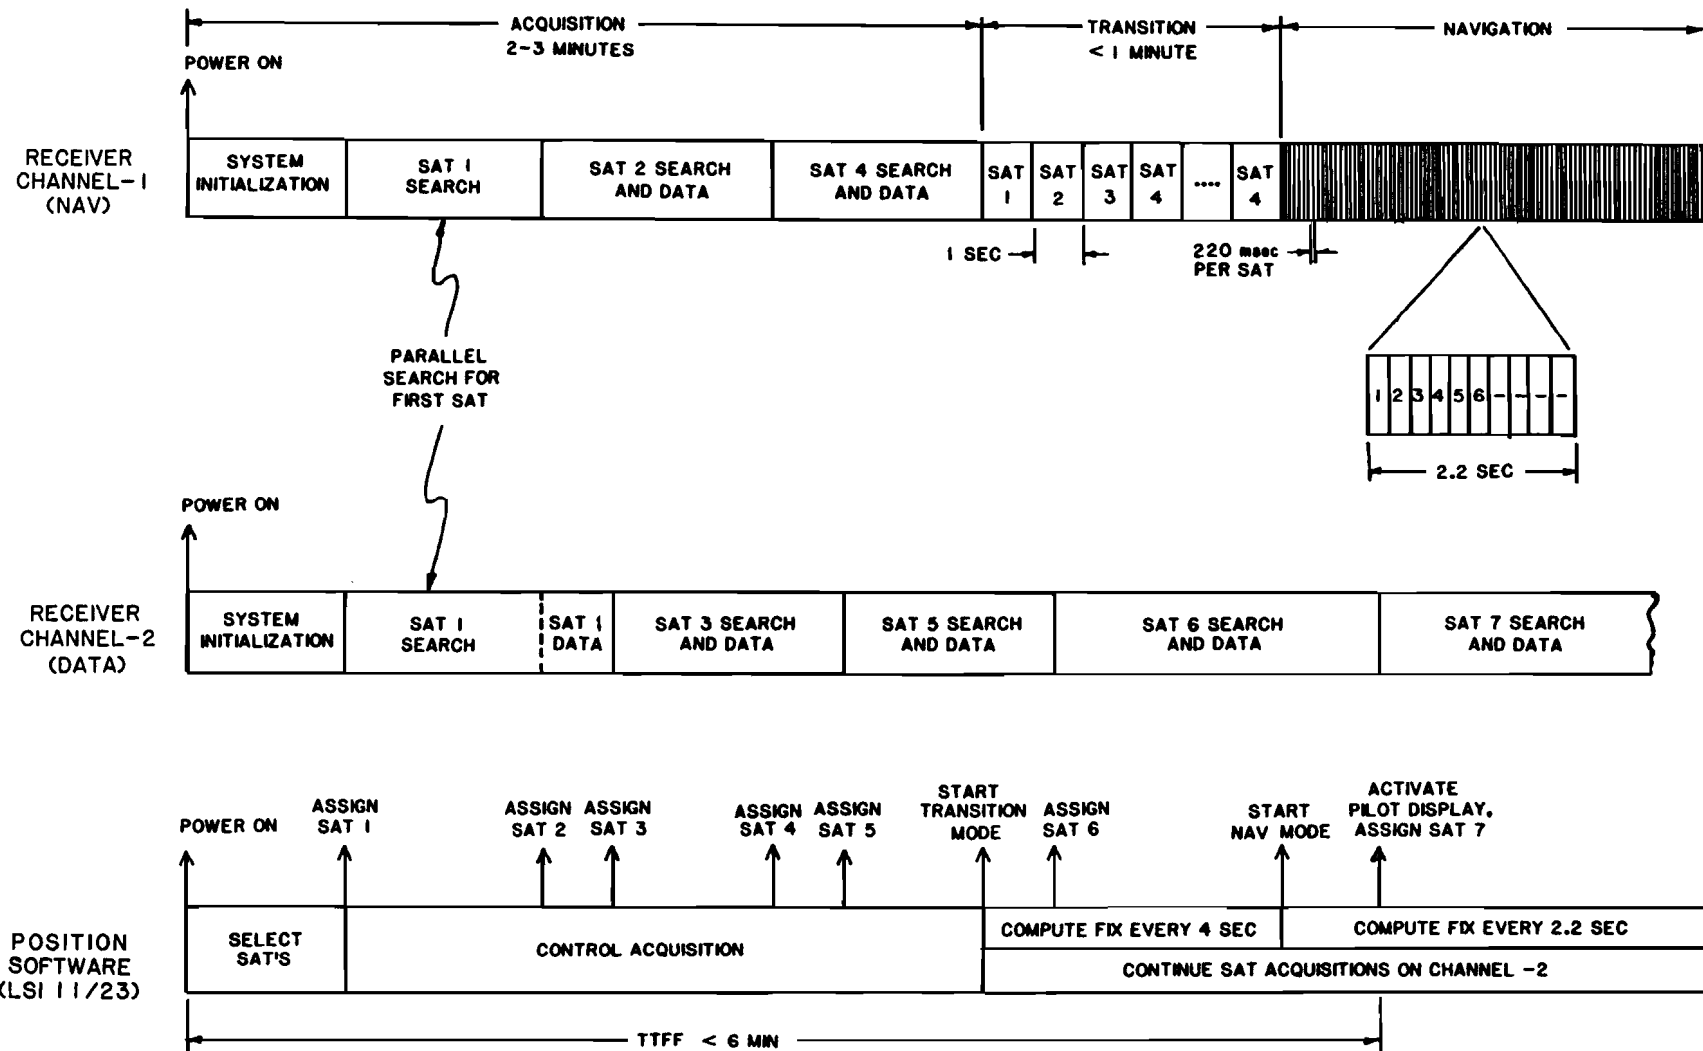 ACQUISITION
2-3 MINUTES
TRANSITION
< 1 MINUTE
NAVIGATION
POWER ON
RECEIVER
CHANNEL-1
(NAV)
SYSTEM
INITIALIZATION
SAT 1
SEARCH
SAT 2 SEARCH
AND DATA
SAT 4 SEARCH
AND DATA
SAT
1
SAT
2
SAT
3
SAT
4
....
SAT
4
1 SEC
220 msec
PER SAT
PARALLEL
SEARCH FOR
FIRST SAT
1 2 3 4 5 6 - - - -
2.2 SEC
POWER ON
RECEIVER
CHANNEL-2
(DATA)
SYSTEM
INITIALIZATION
SAT 1
SEARCH
SAT 1
DATA
SAT 3 SEARCH
AND DATA
SAT 5 SEARCH
AND DATA
SAT 6 SEARCH
AND DATA
SAT 7 SEARCH
AND DATA
POWER ON
ASSIGN
SAT 1
ASSIGN
SAT 2
ASSIGN
SAT 3
ASSIGN
SAT 4
ASSIGN
SAT 5
START
TRANSITION
MODE
ASSIGN
SAT 6
START
NAV MODE
ACTIVATE
PILOT DISPLAY,
ASSIGN SAT 7
POSITION
SOFTWARE
(LSI 11/23)
SELECT
SAT'S
CONTROL ACQUISITION
COMPUTE FIX EVERY 4 SEC
COMPUTE FIX EVERY 2.2 SEC
CONTINUE SAT ACQUISITIONS ON CHANNEL -2
TTFF < 6 MIN